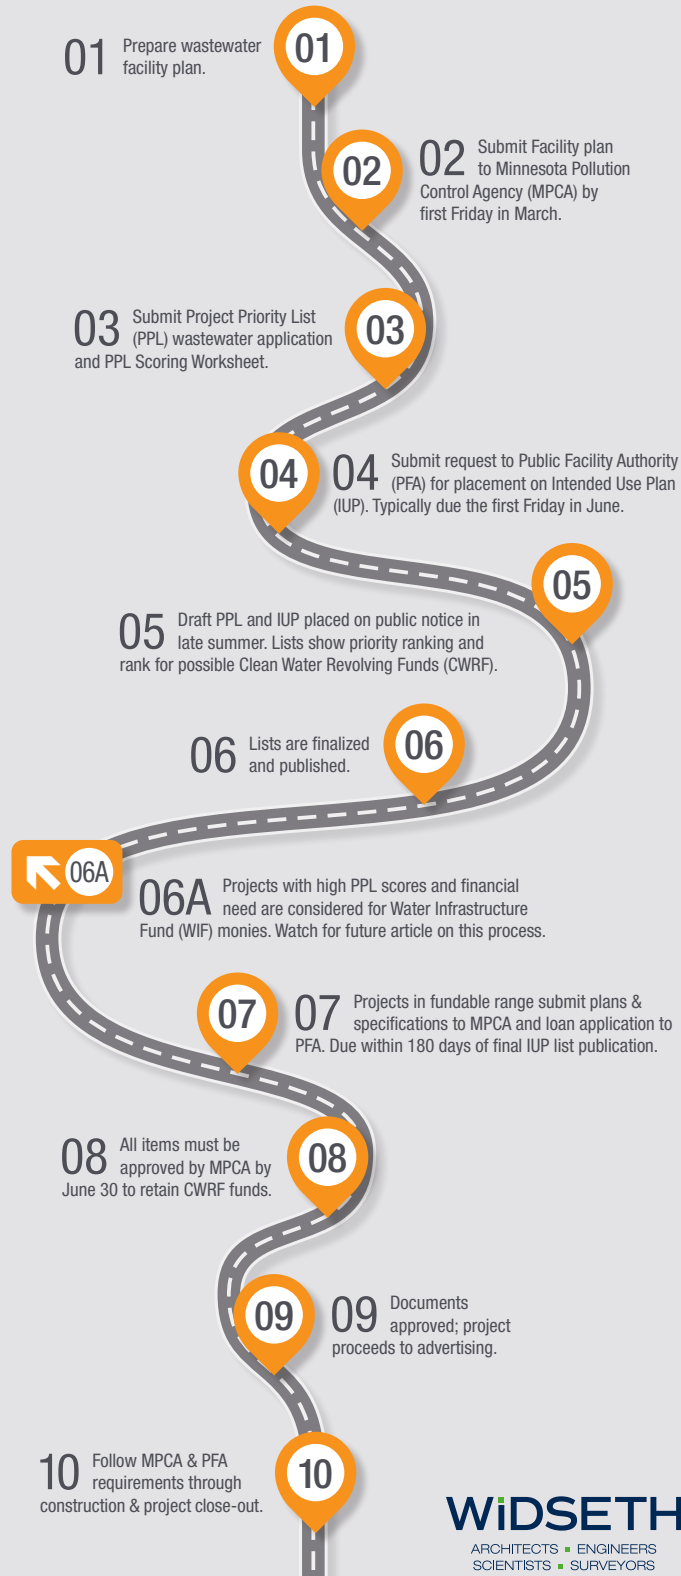 01
01 Prepare wastewater
facility plan.
02
02 Submit Facility plan
to Minnesota Pollution
Control Agency (MPCA) by
first Friday in March.
03
03 Submit Project Priority List
(PPL) wastewater application
and PPL Scoring Worksheet.
04
04 Submit request to Public Facility Authority
(PFA) for placement on Intended Use Plan
(IUP). Typically due the first Friday in June.
05
05 Draft PPL and IUP placed on public notice in
late summer. Lists show priority ranking and
rank for possible Clean Water Revolving Funds (CWRF).
06
06 Lists are finalized
and published.
06A
06A Projects with high PPL scores and financial
need are considered for Water Infrastructure
Fund (WIF) monies. Watch for future article on this process.
07
07 Projects in fundable range submit plans &
specifications to MPCA and loan application to
PFA. Due within 180 days of final IUP list publication.
08
08 All items must be
approved by MPCA by
June 30 to retain CWRF funds.
09
09 Documents
approved; project
proceeds to advertising.
10
10 Follow MPCA & PFA
requirements through
construction & project close-out.
WiDSETH
ARCHITECTS ▪ ENGINEERS
SCIENTISTS ▪ SURVEYORS